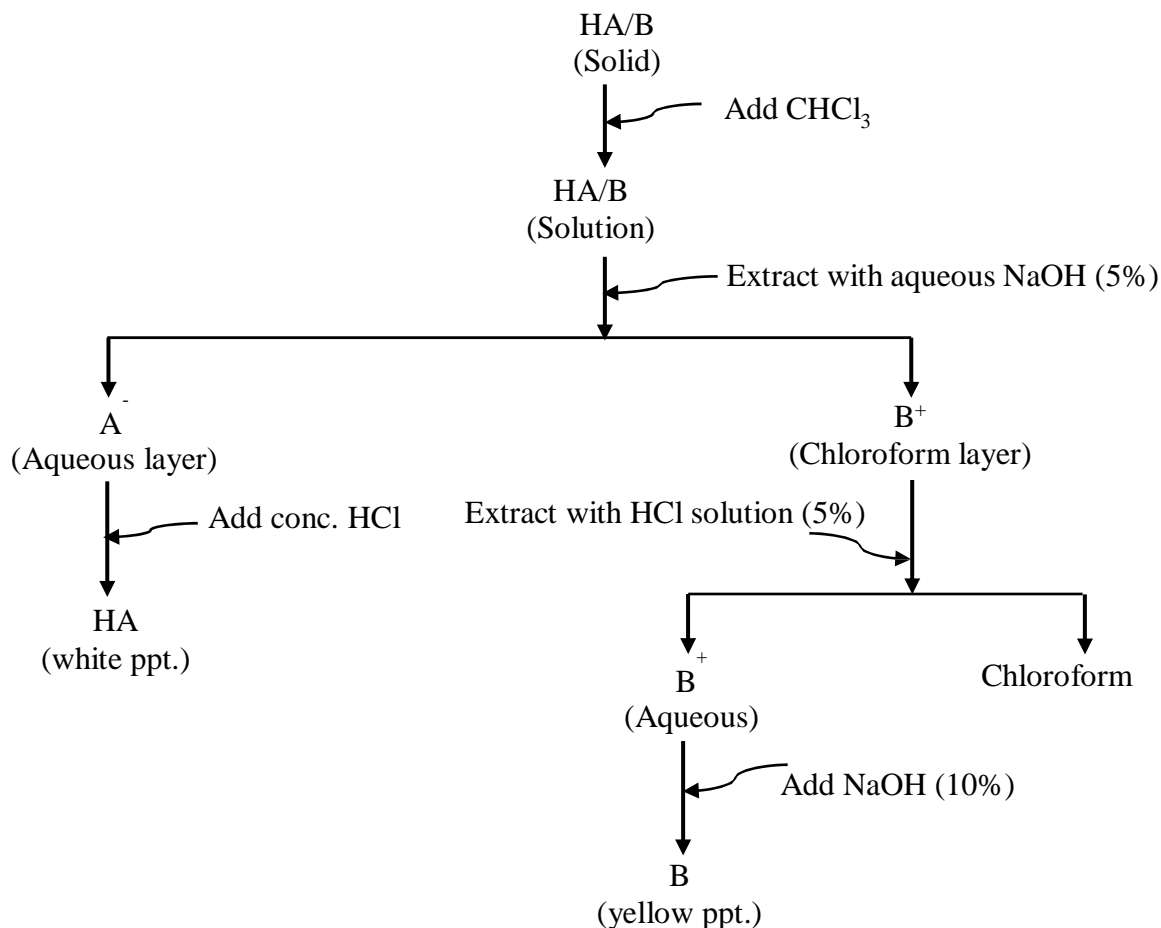 HA/B
(Solid)
Add CHCl₃
HA/B
(Solution)
Extract with aqueous NaOH (5%)
A⁻
(Aqueous layer)
B⁺
(Chloroform layer)
Add conc. HCl
Extract with HCl solution (5%)
HA
(white ppt.)
B⁺
(Aqueous)
Chloroform
Add NaOH (10%)
B
(yellow ppt.)